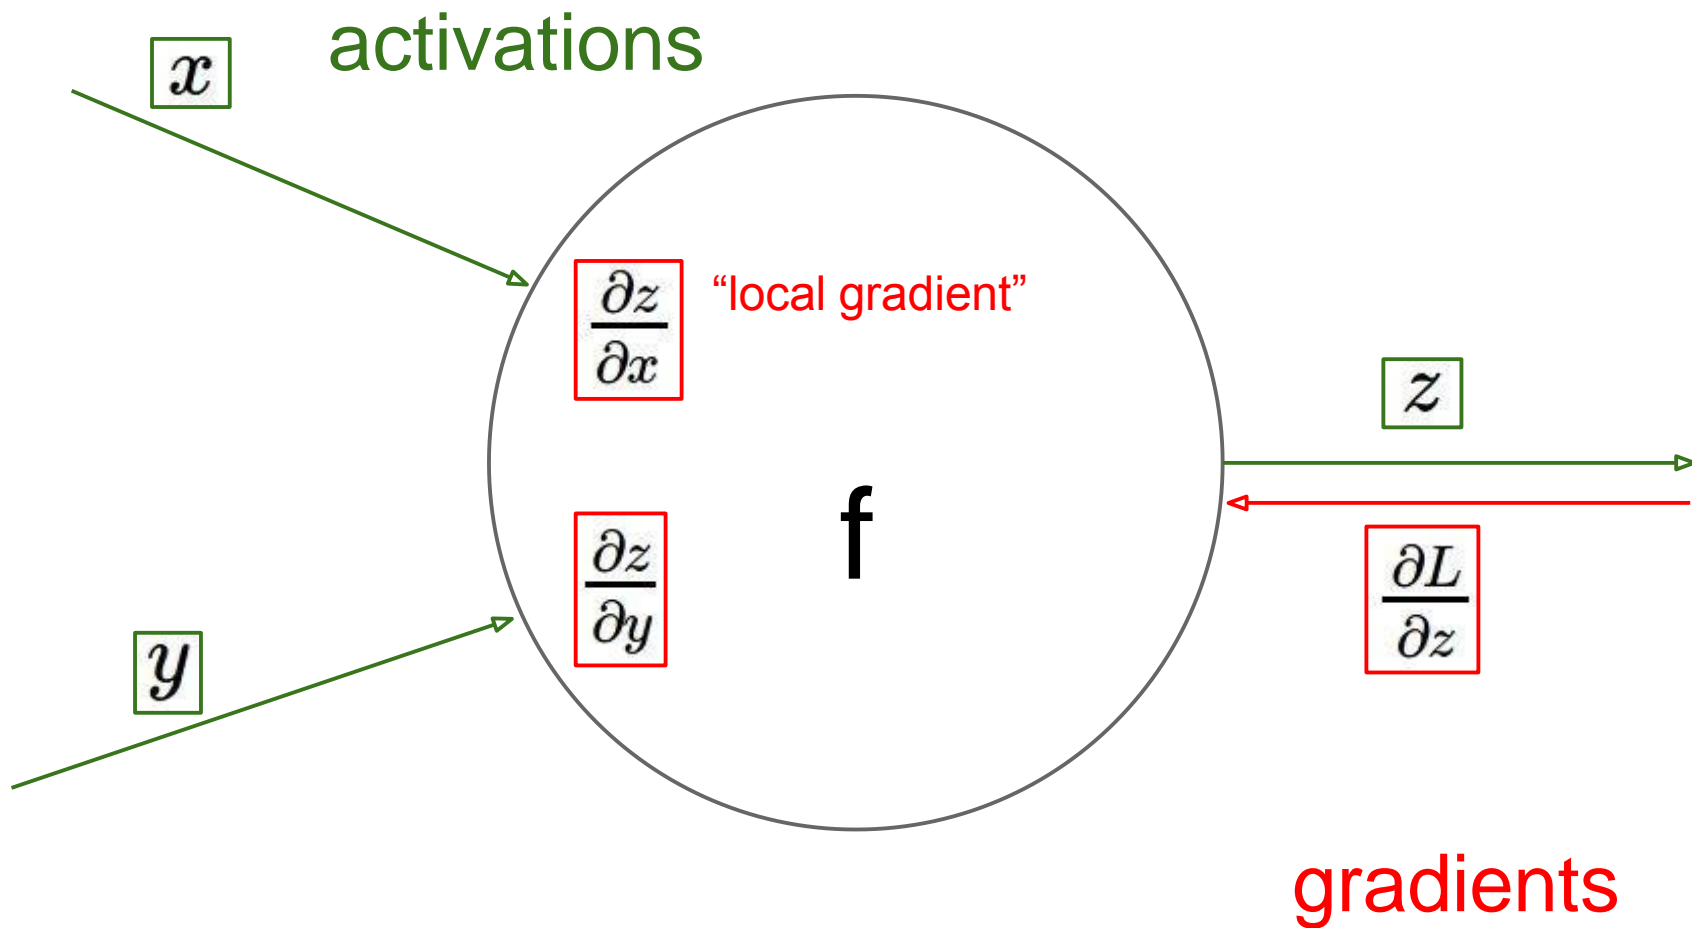 activations
x
∂z/∂x
“local gradient”
z
f
∂z/∂y
∂L/∂z
y
gradients